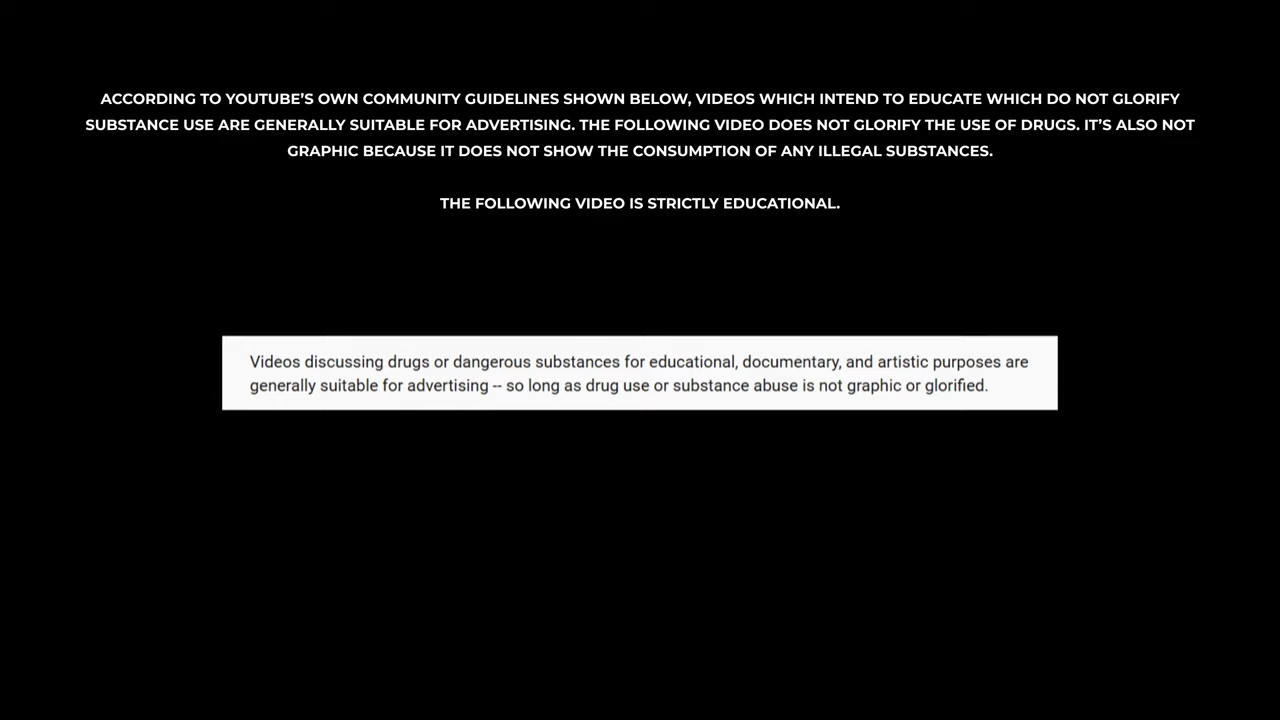 ACCORDING TO YOUTUBE’S OWN COMMUNITY GUIDELINES SHOWN BELOW, VIDEOS WHICH INTEND TO EDUCATE WHICH DO NOT GLORIFY
SUBSTANCE USE ARE GENERALLY SUITABLE FOR ADVERTISING. THE FOLLOWING VIDEO DOES NOT GLORIFY THE USE OF DRUGS. IT’S ALSO NOT
GRAPHIC BECAUSE IT DOES NOT SHOW THE CONSUMPTION OF ANY ILLEGAL SUBSTANCES.
THE FOLLOWING VIDEO IS STRICTLY EDUCATIONAL.
Videos discussing drugs or dangerous substances for educational, documentary, and artistic purposes are
generally suitable for advertising -- so long as drug use or substance abuse is not graphic or glorified.